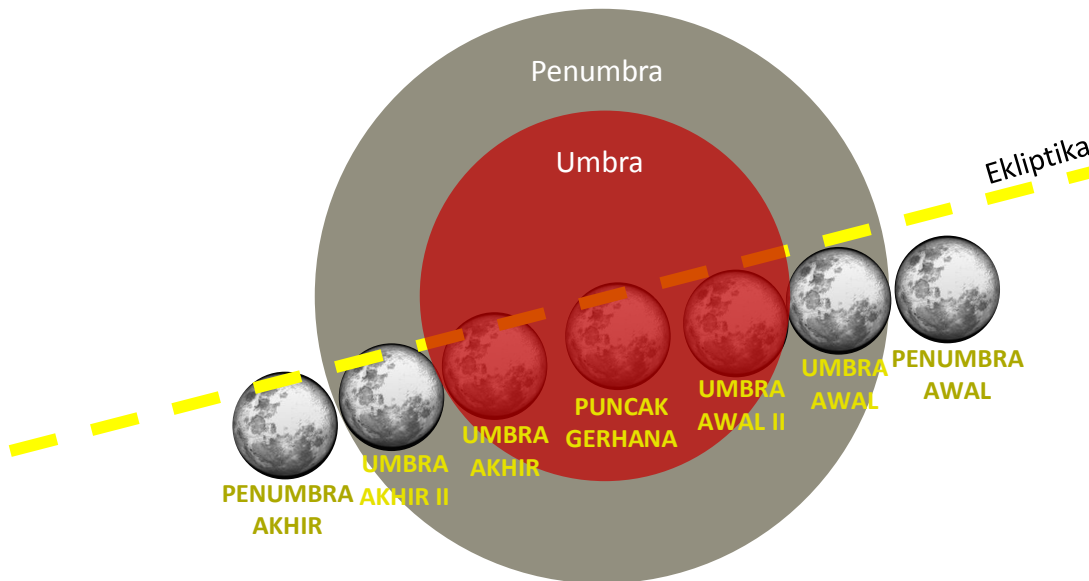 Penumbra
Umbra
Ekliptika
PENUMBRA
AKHIR
UMBRA
AKHIR II
UMBRA
AKHIR
PUNCAK
GERHANA
UMBRA
AWAL II
UMBRA
AWAL
PENUMBRA
AWAL